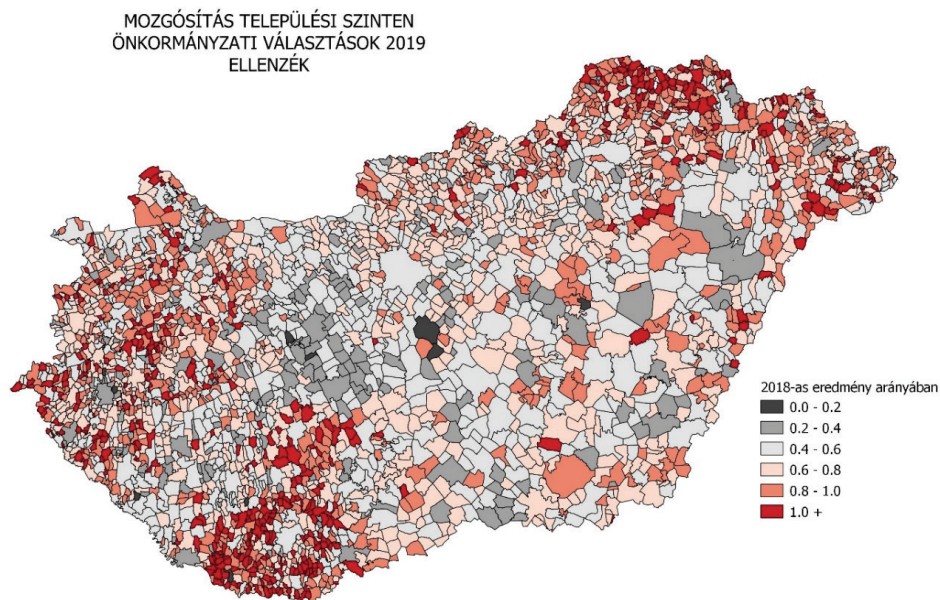 MOZGÓSÍTÁS TELEPÜLÉSI SZINTEN
ÖNKORMÁNYZATI VÁLASZTÁSOK 2019
ELLENZÉK
2018-as eredmény arányában
0.0 - 0.2
0.2 - 0.4
0.4 - 0.6
0.6 - 0.8
0.8 - 1.0
1.0 +